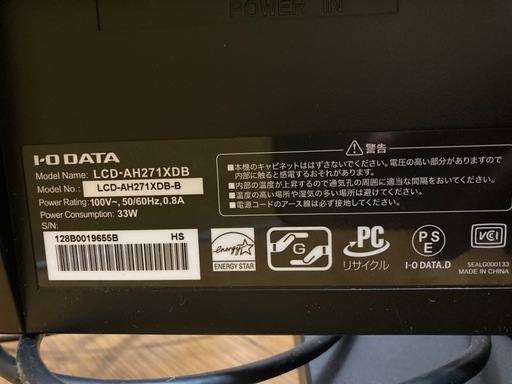 POWER IN
I-O DATA
Model Name: LCD-AH271XDB
Model No.: LCD-AH271XDB-B
Power Rating: 100V~, 50/60Hz, 0.8A
Power Consumption: 33W
S/N:
128B0019655B HS
警告
■本機のキャビネットははずさないでください。電圧の高い部分がありますので
内部に触ると感電するおそれがあります。
■内部の温度が上昇するので通気孔の周囲に適当な間隔をおいてください。
■温度の高い場所や湿気の多い場所は避けてください。
■電源コードのアース線は必ず接地してください。
energy
ENERGY STAR
G
PC
リサイクル
PS
E
I-O DATA.D
VCCI
SEALG000133
MADE IN CHINA